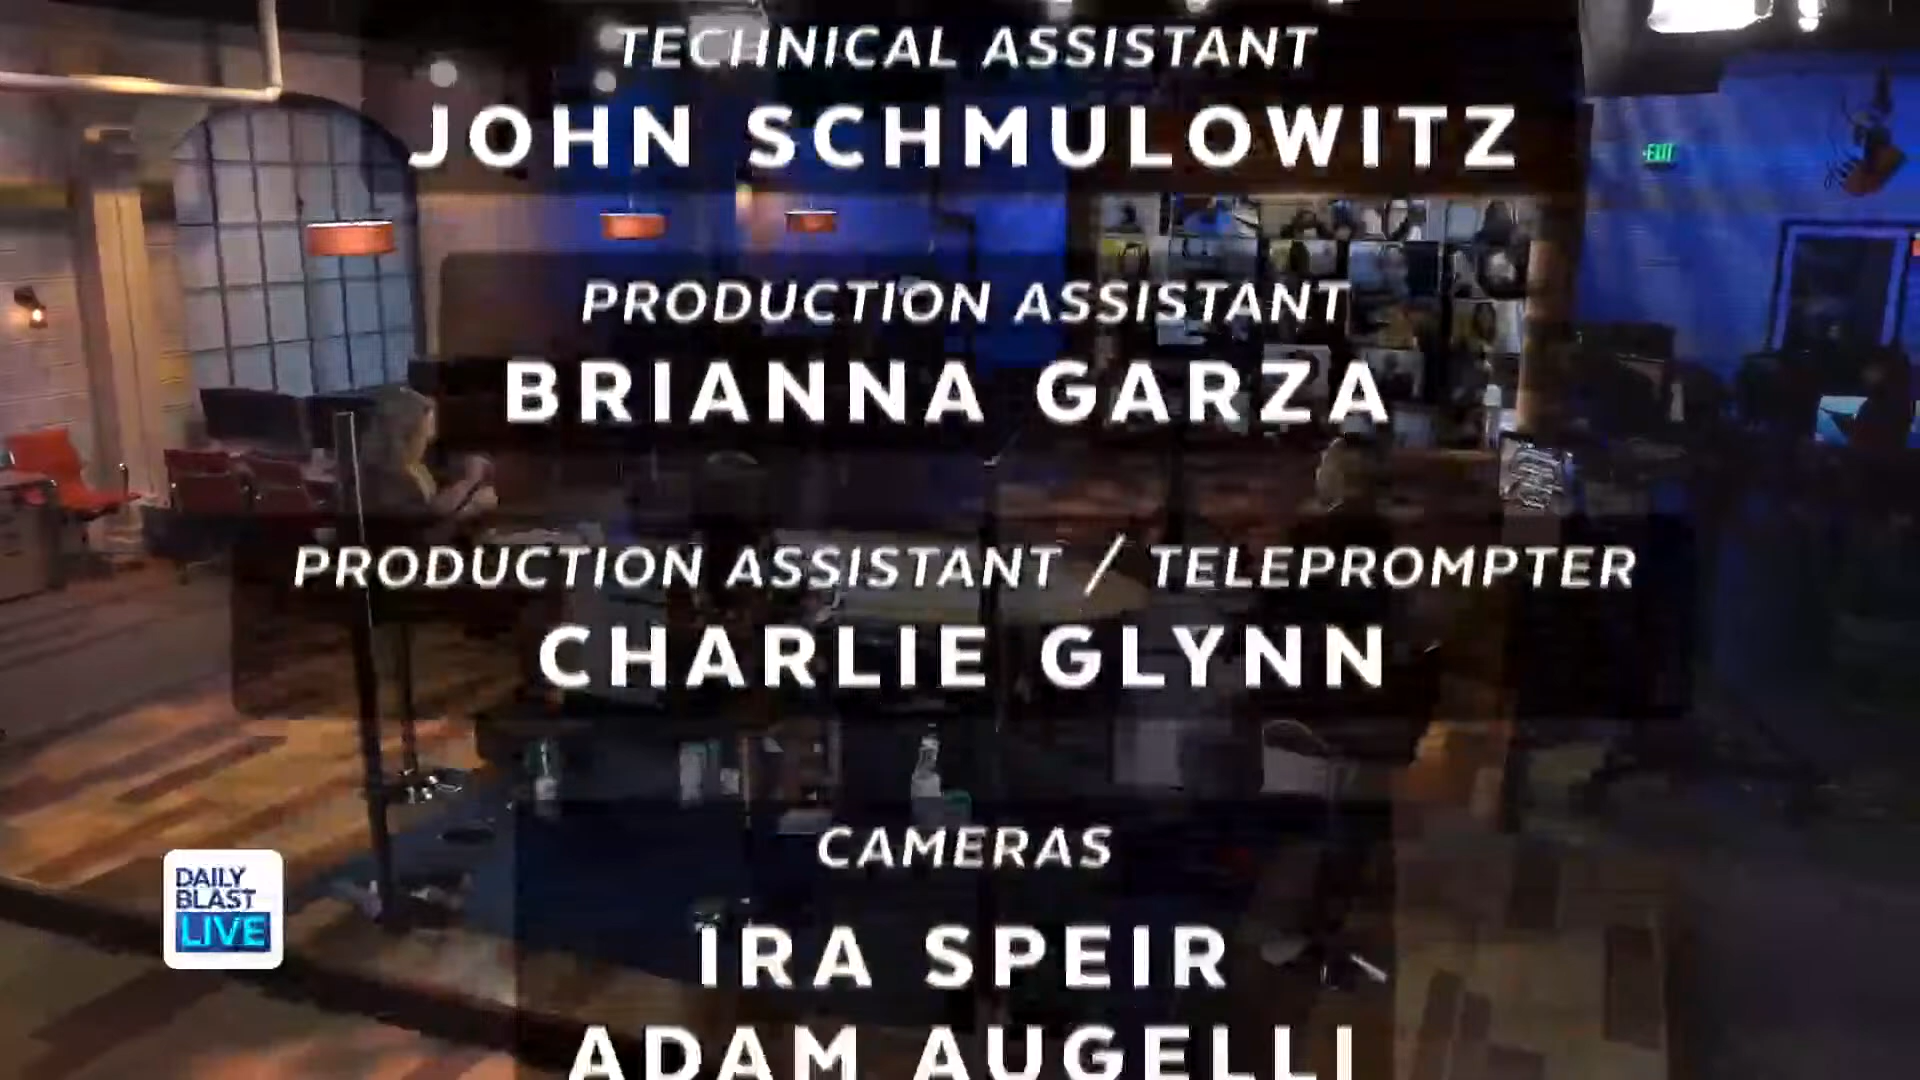 TECHNICAL ASSISTANT
JOHN SCHMULOWITZ
EXIT
PRODUCTION ASSISTANT
BRIANNA GARZA
PRODUCTION ASSISTANT / TELEPROMPTER
CHARLIE GLYNN
CAMERAS
DAILY
BLAST
LIVE
IRA SPEIR
ADAM AUGELLI